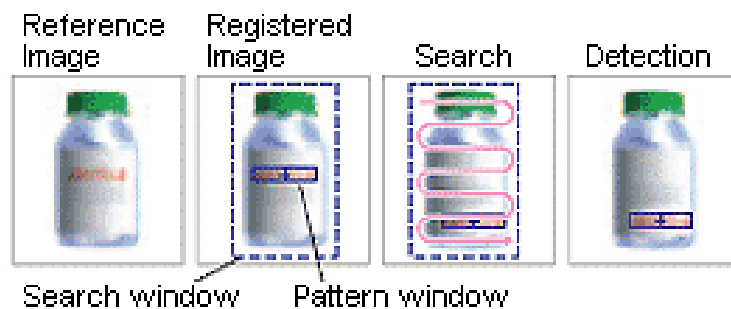 Reference
Image
Registered
Image
Search
Detection
Search window
Pattern window